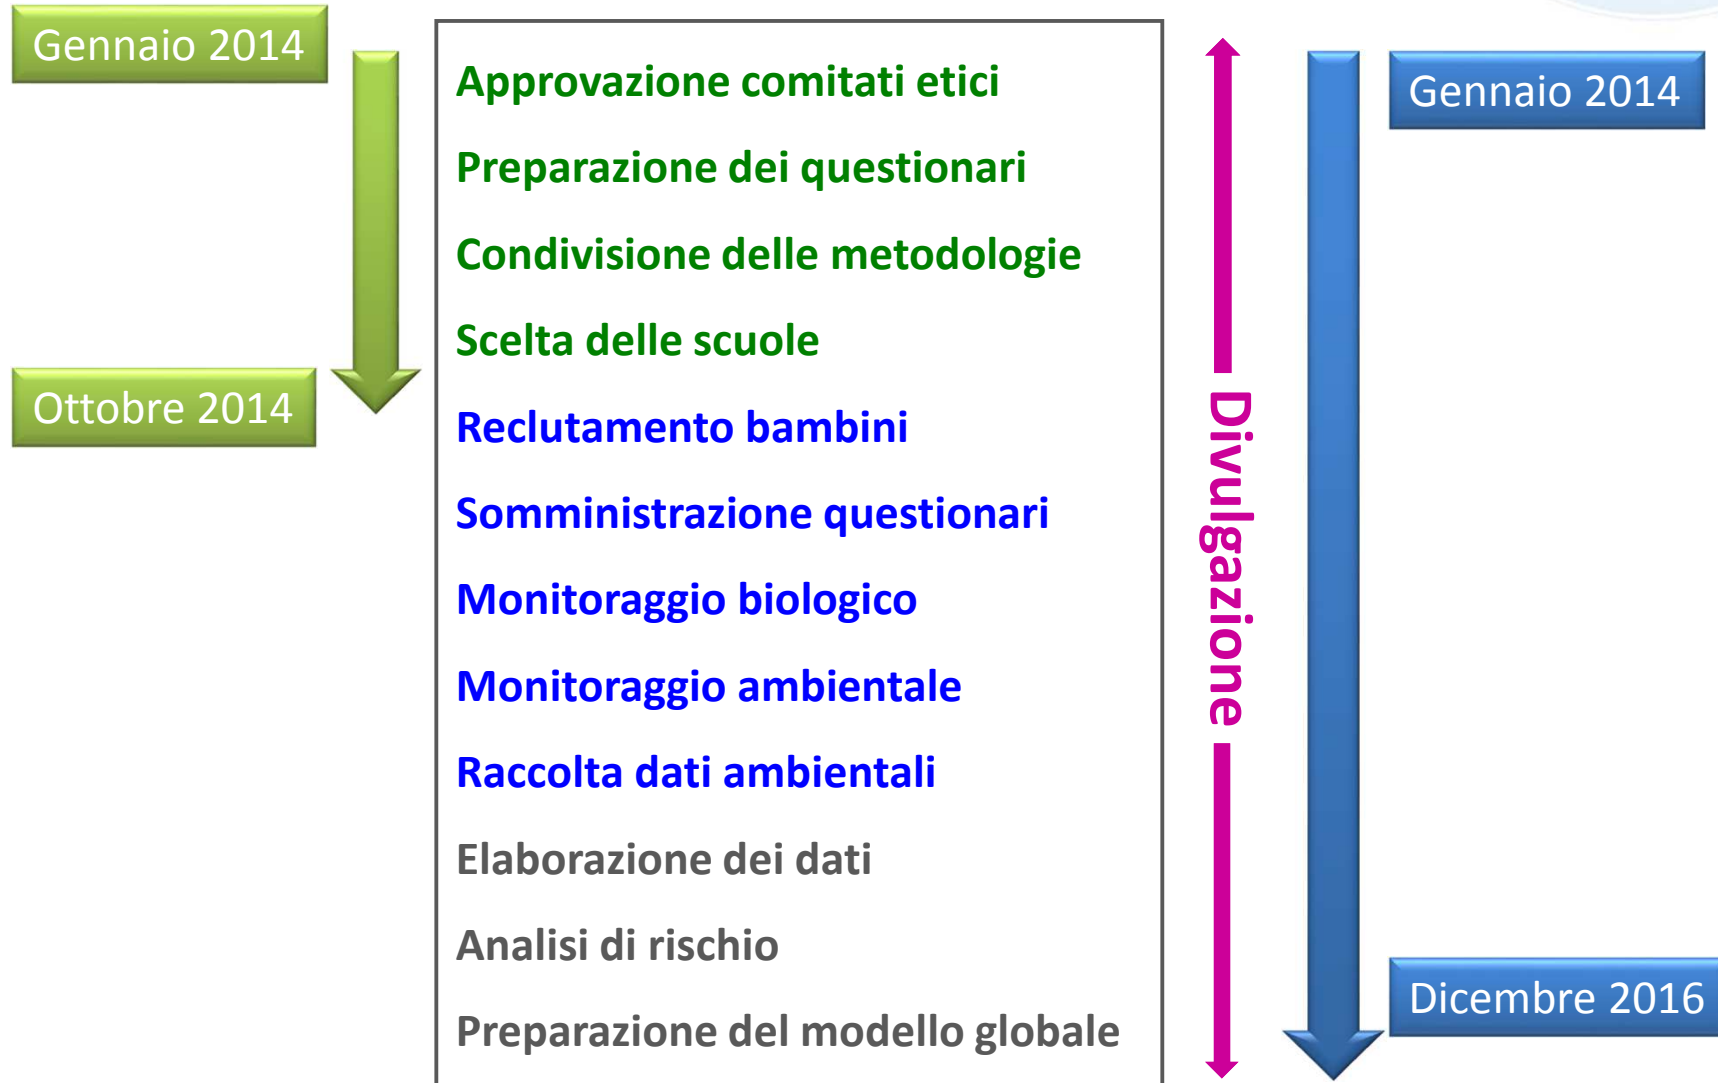 Gennaio 2014
Ottobre 2014
Approvazione comitati etici
Preparazione dei questionari
Condivisione delle metodologie
Scelta delle scuole
Reclutamento bambini
Somministrazione questionari
Monitoraggio biologico
Monitoraggio ambientale
Raccolta dati ambientali
Elaborazione dei dati
Analisi di rischio
Preparazione del modello globale
Divulgazione
Gennaio 2014
Dicembre 2016